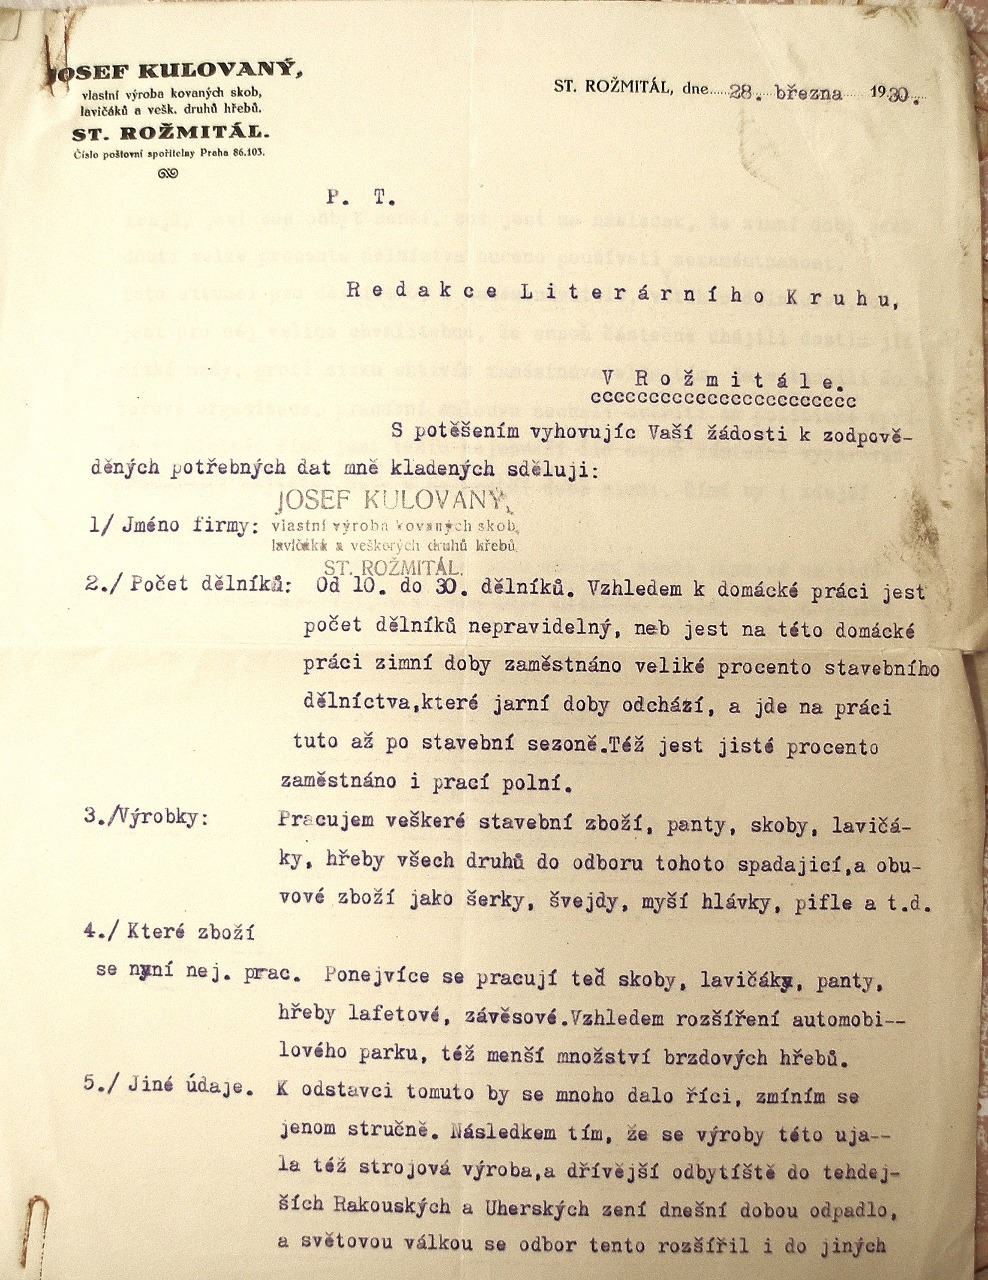 JOSEF KULOVANÝ,
vlastní výroba kovaných skob,
lavičáků a vešk. druhů hřebů.
ST. ROŽMITÁL.
Číslo poštovní spořitelny Praha 86.103.
ST. ROŽMITÁL, dne 28. března 1930.
P. T.
Redakce Literárního Kruhu,
V Rožmitále.
cccccccccccccccccccccccc
S potěšením vyhovujíc Vaší žádosti k zodpově-
děných potřebných dat mně kladených sděluji:
JOSEF KULOVANÝ,
1/ Jméno firmy: vlastní výroba kovaných skob,
lavičáků a veškerých druhů hřebů
ST. ROŽMITÁL.
2./ Počet dělníků: Od 10. do 30. dělníků. Vzhledem k domácké práci jest
počet dělníků nepravidelný, neb jest na této domácké
práci zimní doby zaměstnáno veliké procento stavebního
dělníctva,které jarní doby odchází, a jde na práci
tuto až po stavební sezoně.Též jest jisté procento
zaměstnáno i prací polní.
3./Výrobky: Pracujem veškeré stavební zboží, panty, skoby, lavičá-
ky, hřeby všech druhů do odboru tohoto spadajicí,a obu-
vové zboží jako šerky, švejdy, myší hlávky, pifle a t.d.
4./ Které zboží
se nyní nej. prac. Ponejvíce se pracují teď skoby, lavičáky, panty,
hřeby lafetové, závěsové.Vzhledem rozšíření automobi--
lového parku, též menší množství brzdových hřebů.
5./ Jiné údaje. K odstavci tomuto by se mnoho dalo říci, zmíním se
jenom stručně. Následkem tím, že se výroby této uja--
la též strojová výroba,a dřívější odbytíště do tehdej-
ších Rakouských a Uherských zení dnešní dobou odpadlo,
a světovou válkou se odbor tento rozšířil i do jiných